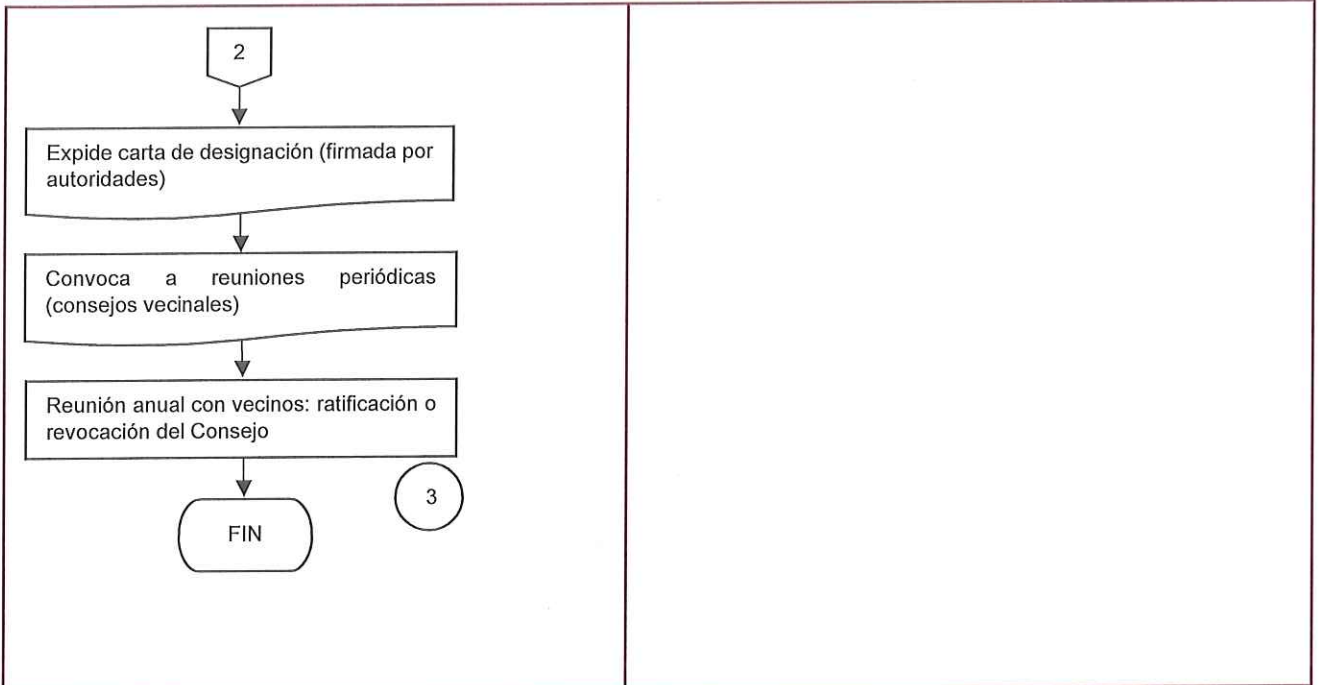 2
Expide carta de designación (firmada por
autoridades)
Convoca a reuniones periódicas
(consejos vecinales)
Reunión anual con vecinos: ratificación o
revocación del Consejo
3
FIN